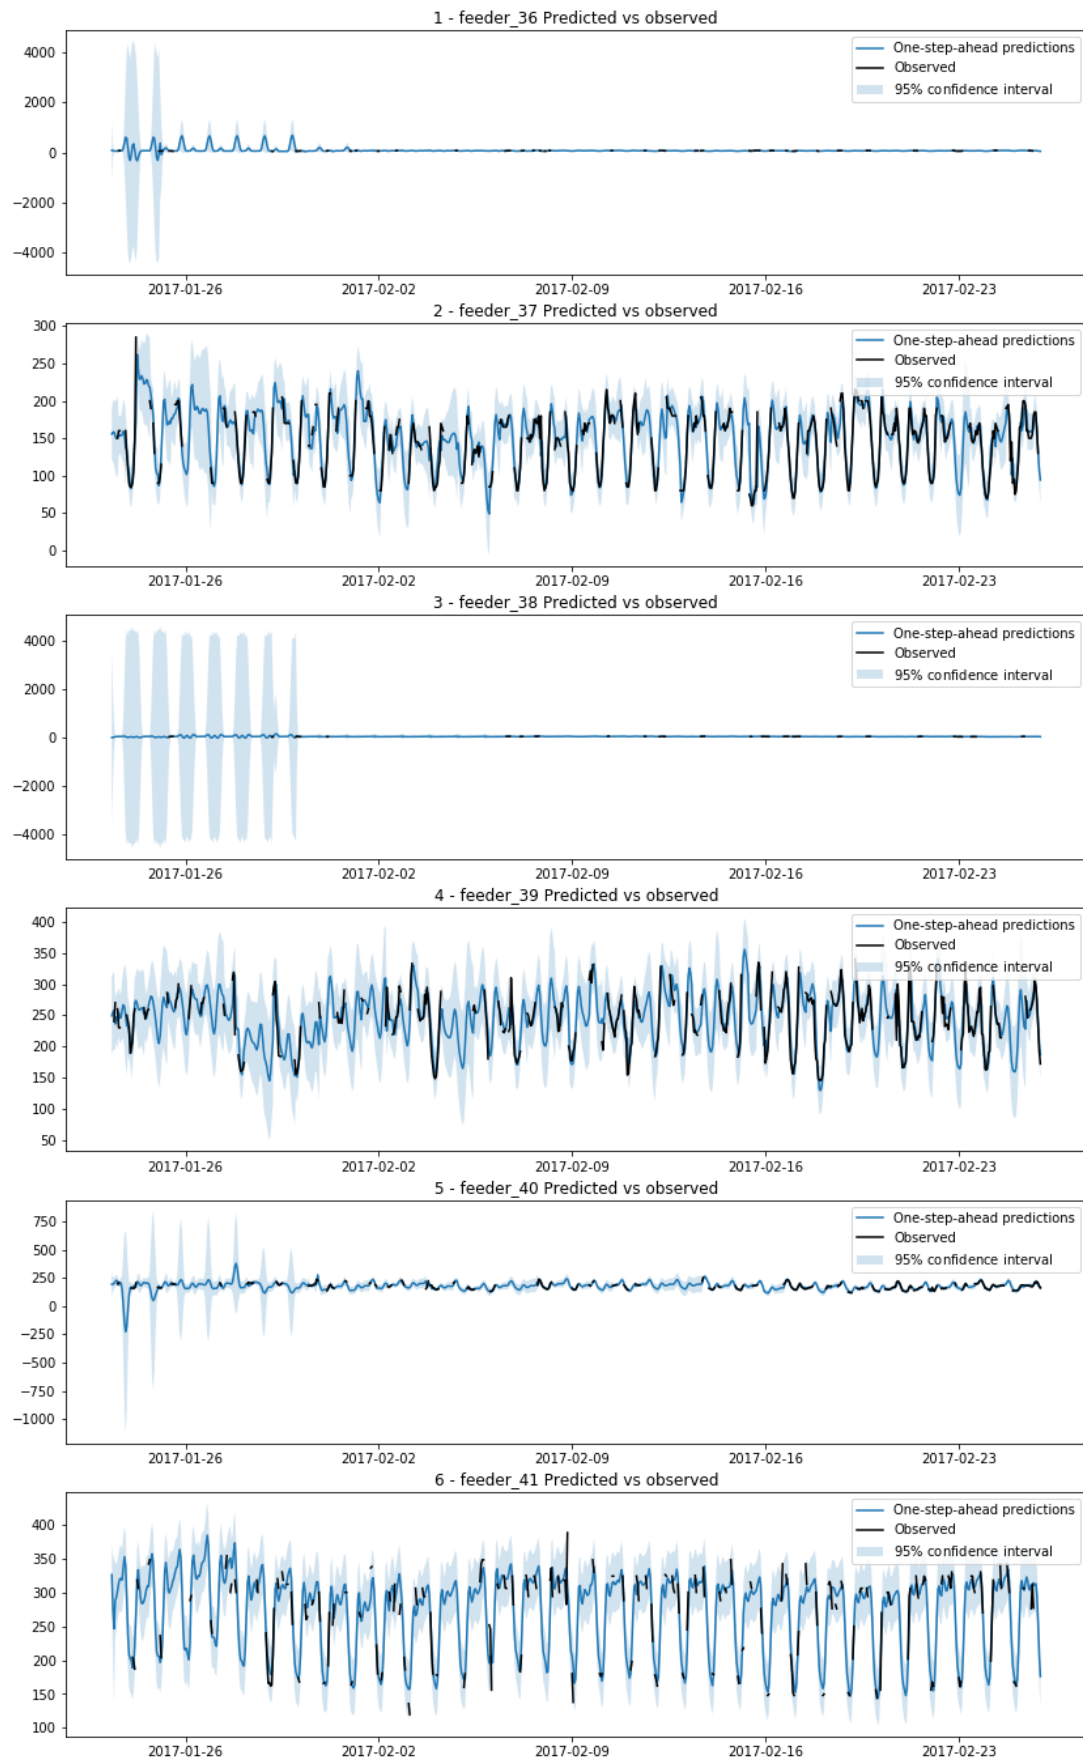 1 - feeder_36 Predicted vs observed
One-step-ahead predictions
Observed
95% confidence interval
4000
2000
0
−2000
−4000
2017-01-26 2017-02-02 2017-02-09 2017-02-16 2017-02-23
2 - feeder_37 Predicted vs observed
One-step-ahead predictions
Observed
95% confidence interval
300
250
200
150
100
50
0
2017-01-26 2017-02-02 2017-02-09 2017-02-16 2017-02-23
3 - feeder_38 Predicted vs observed
One-step-ahead predictions
Observed
95% confidence interval
4000
2000
0
−2000
−4000
2017-01-26 2017-02-02 2017-02-09 2017-02-16 2017-02-23
4 - feeder_39 Predicted vs observed
One-step-ahead predictions
Observed
95% confidence interval
400
350
300
250
200
150
100
50
2017-01-26 2017-02-02 2017-02-09 2017-02-16 2017-02-23
5 - feeder_40 Predicted vs observed
One-step-ahead predictions
Observed
95% confidence interval
750
500
250
0
−250
−500
−750
−1000
2017-01-26 2017-02-02 2017-02-09 2017-02-16 2017-02-23
6 - feeder_41 Predicted vs observed
One-step-ahead predictions
Observed
95% confidence interval
400
350
300
250
200
150
100
2017-01-26 2017-02-02 2017-02-09 2017-02-16 2017-02-23